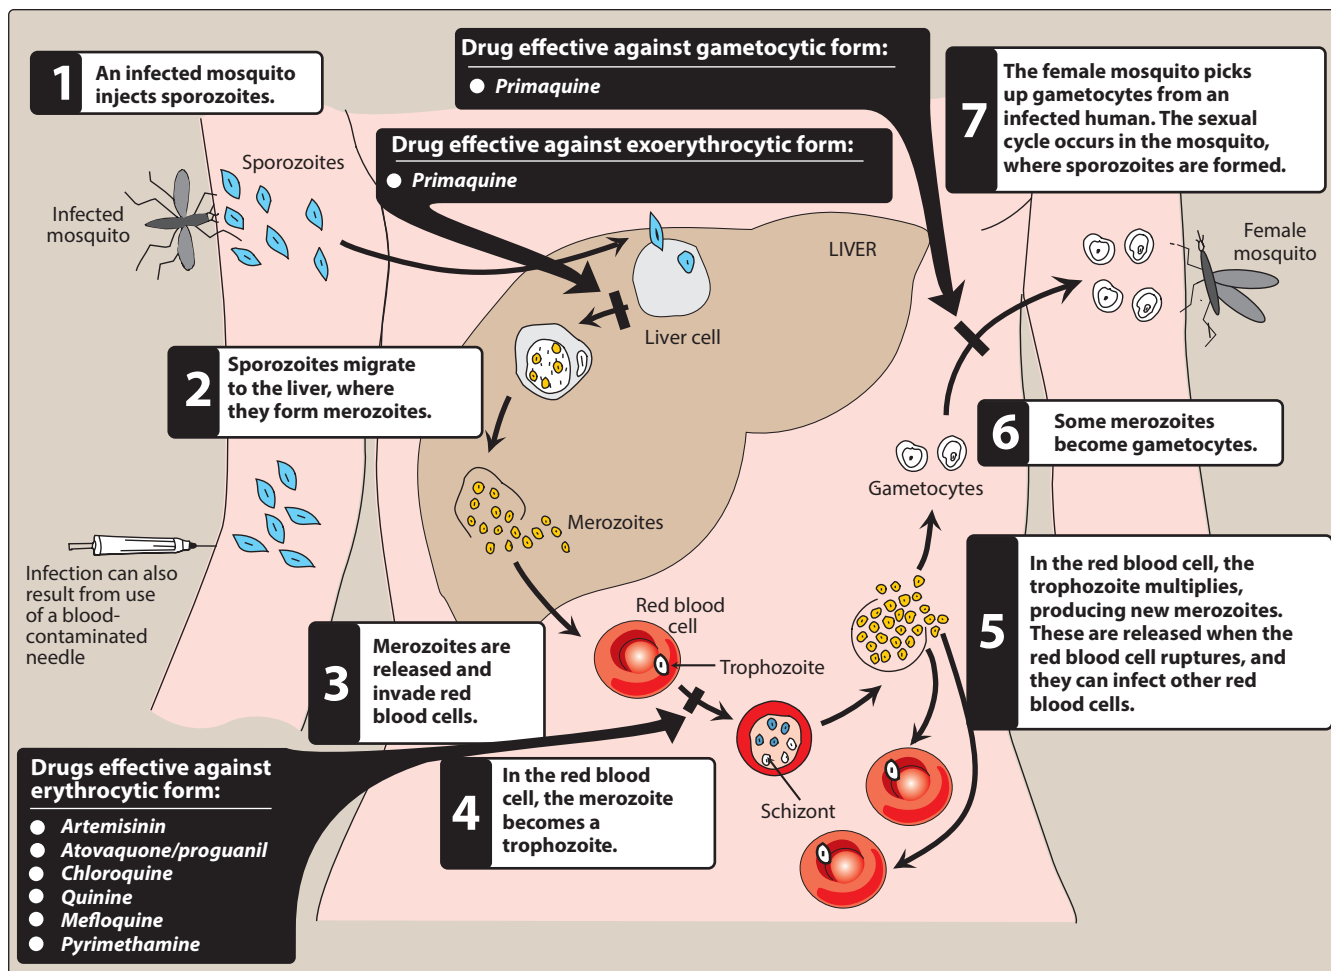 1
An infected mosquito
injects sporozoites.
Drug effective against gametocytic form:
Primaquine
Drug effective against exoerythrocytic form:
Primaquine
7
The female mosquito picks
up gametocytes from an
infected human. The sexual
cycle occurs in the mosquito,
where sporozoites are formed.
Sporozoites
Infected
mosquito
LIVER
Female
mosquito
Liver cell
2
Sporozoites migrate
to the liver, where
they form merozoites.
6
Some merozoites
become gametocytes.
Gametocytes
Merozoites
Infection can also
result from use
of a blood-
contaminated
needle
Red blood
cell
Trophozoite
3
Merozoites are
released and
invade red
blood cells.
5
In the red blood cell, the
trophozoite multiplies,
producing new merozoites.
These are released when the
red blood cell ruptures, and
they can infect other red
blood cells.
Schizont
4
In the red blood
cell, the merozoite
becomes a
trophozoite.
Drugs effective against
erythrocytic form:
Artemisinin
Atovaquone/proguanil
Chloroquine
Quinine
Mefloquine
Pyrimethamine